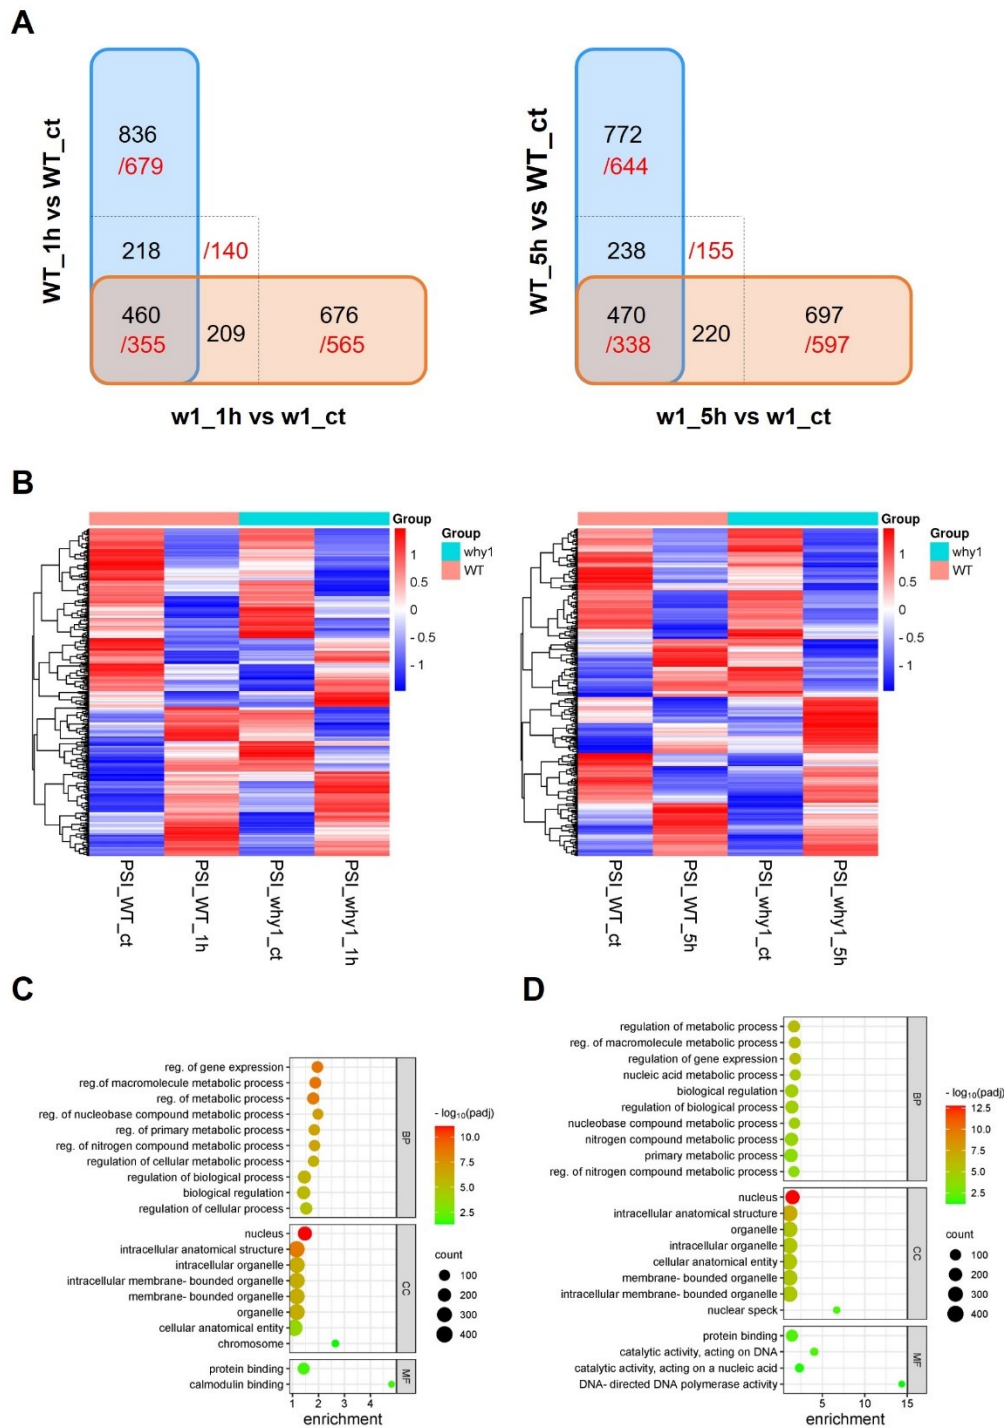 A
WT_1h vs WT_ct
836
/679
218
/140
460
/355
209
676
/565
w1_1h vs w1_ct
WT_5h vs WT_ct
772
/644
238
/155
470
/338
220
697
/597
w1_5h vs w1_ct
B
Group
1
0.5
0
- 0.5
- 1
Group
why1
WT
PSI_WT_ct
PSI_WT_1h
PSI_why1_ct
PSI_why1_1h
Group
1
0.5
0
- 0.5
- 1
Group
why1
WT
PSI_WT_ct
PSI_WT_5h
PSI_why1_ct
PSI_why1_5h
C
reg. of gene expression
reg.of macromolecule metabolic process
reg. of metabolic process
reg. of nucleobase compound metabolic process
reg. of primary metabolic process
reg. of nitrogen compound metabolic process
regulation of cellular metabolic process
regulation of biological process
biological regulation
regulation of cellular process
BP
nucleus
intracellular anatomical structure
intracellular organelle
intracellular membrane- bounded organelle
membrane- bounded organelle
organelle
cellular anatomical entity
chromosome
CC
protein binding
calmodulin binding
MF
1 2 3 4
enrichment
- log10(padj)
10.0
7.5
5.0
2.5
count
100
200
300
400
D
regulation of metabolic process
reg. of macromolecule metabolic process
regulation of gene expression
nucleic acid metabolic process
biological regulation
regulation of biological process
nucleobase compound metabolic process
nitrogen compound metabolic process
primary metabolic process
reg. of nitrogen compound metabolic process
BP
nucleus
intracellular anatomical structure
organelle
intracellular organelle
cellular anatomical entity
membrane- bounded organelle
intracellular membrane- bounded organelle
nuclear speck
CC
protein binding
catalytic activity, acting on DNA
catalytic activity, acting on a nucleic acid
DNA- directed DNA polymerase activity
MF
5 10 15
enrichment
- log10(padj)
12.5
10.0
7.5
5.0
2.5
count
100
200
300
400